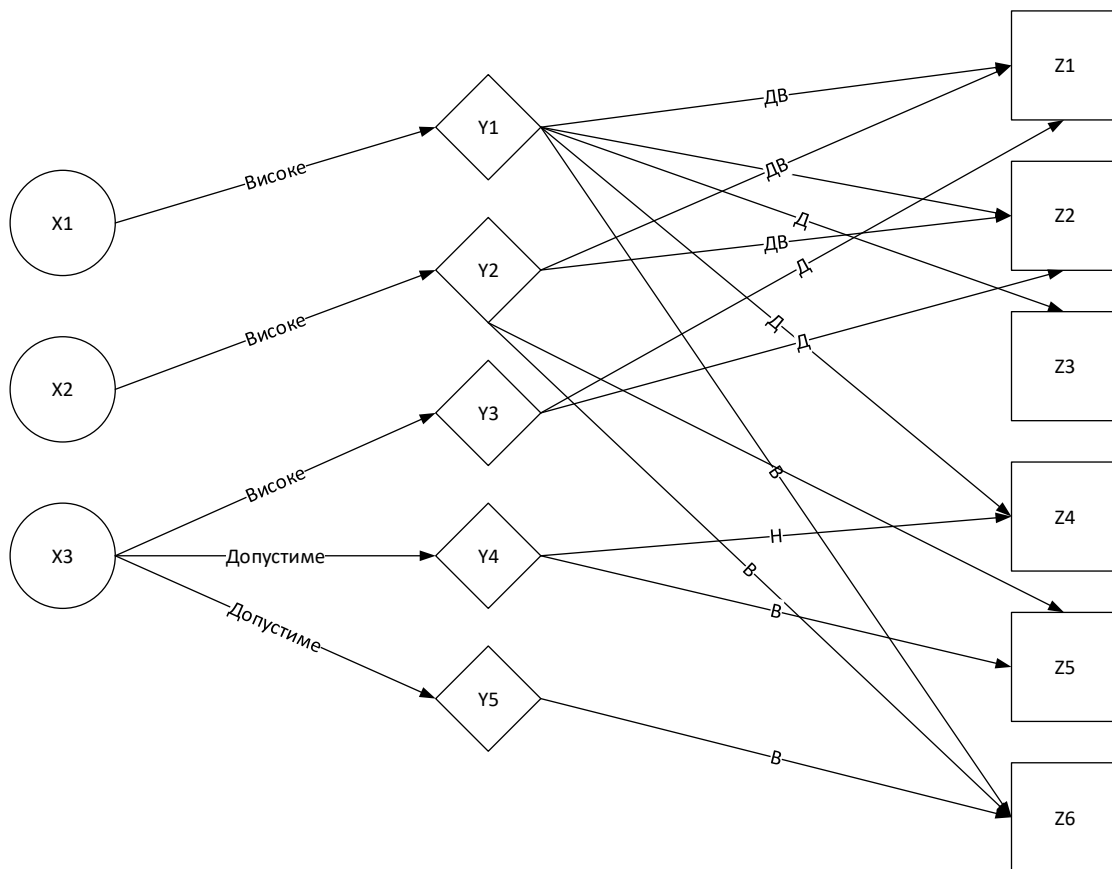 X1
X2
X3
Високе
Високе
Високе
Допустиме
Допустиме
Y1
Y2
Y3
Y4
Y5
ДВ
ДВ
Д
ДВ
Д
Д
Д
В
Н
В
В
В
Z1
Z2
Z3
Z4
Z5
Z6